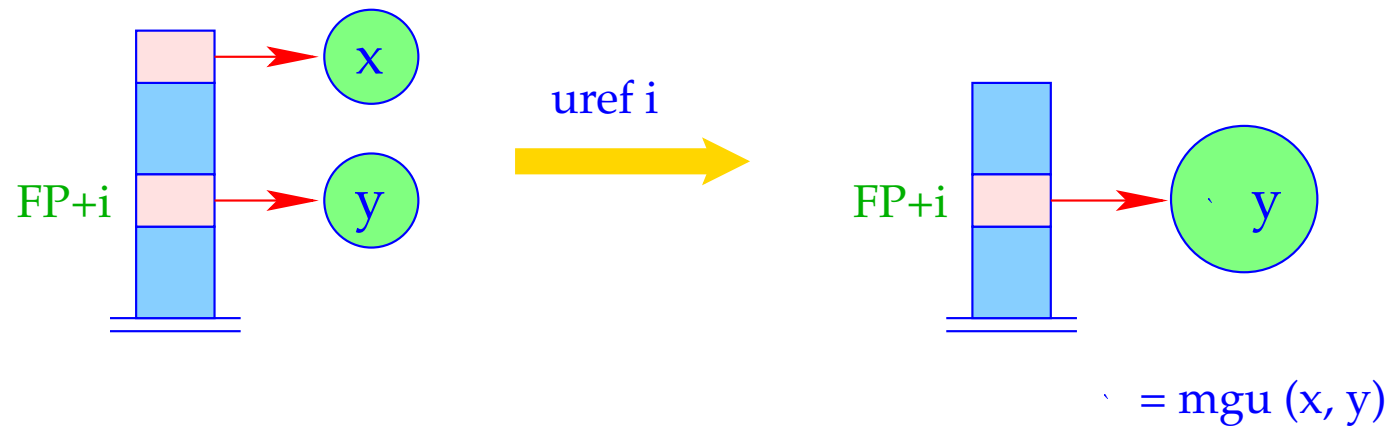 x
uref i
FP+i
y
FP+i
y
= mgu (x, y)